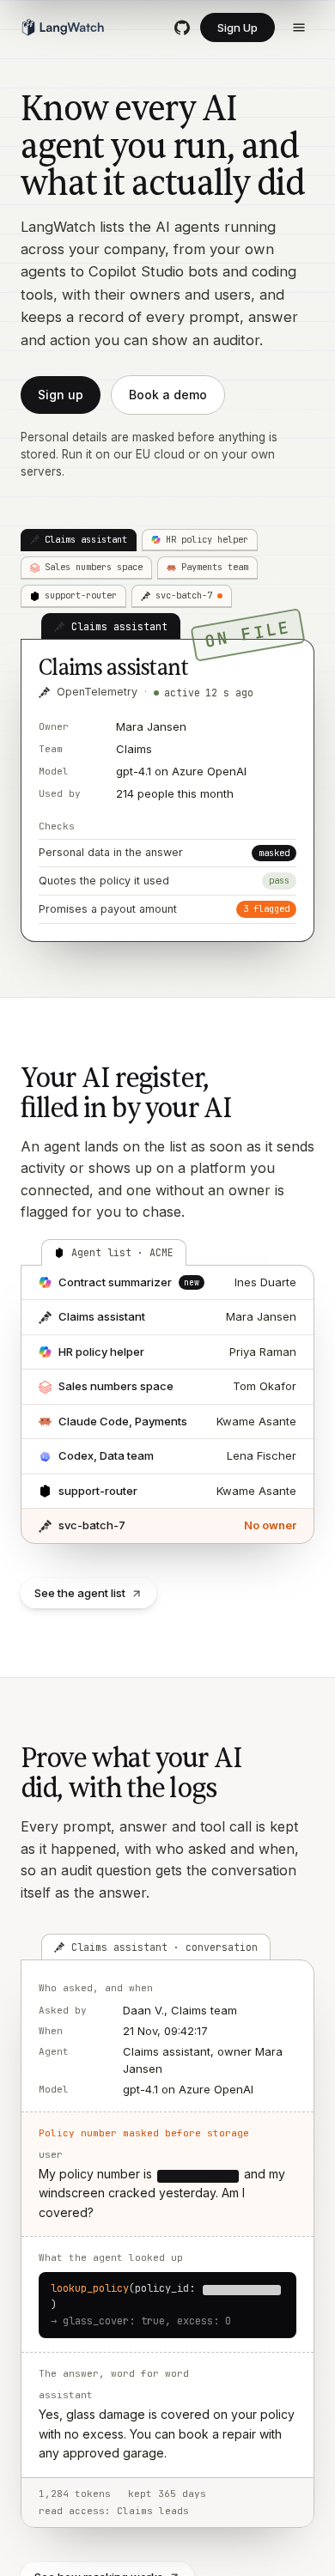 LangWatch
Sign Up
Know every AI
agent you run, and
what it actually did
LangWatch lists the AI agents running
across your company, from your own
agents to Copilot Studio bots and coding
tools, with their owners and users, and
keeps a record of every prompt, answer
and action you can show an auditor.
Sign up
Book a demo
Personal details are masked before anything is
stored. Run it on our EU cloud or on your own
servers.
Claims assistant
HR policy helper
Sales numbers space
Payments team
support-router
svc-batch-7
Claims assistant
ON FILE
Claims assistant
OpenTelemetry · active 12 s ago
Owner Mara Jansen
Team Claims
Model gpt-4.1 on Azure OpenAI
Used by 214 people this month
Checks
Personal data in the answer masked
Quotes the policy it used pass
Promises a payout amount 3 flagged
Your AI register,
filled in by your AI
An agent lands on the list as soon as it sends
activity or shows up on a platform you
connected, and one without an owner is
flagged for you to chase.
Agent list · ACME
Contract summarizer new Ines Duarte
Claims assistant Mara Jansen
HR policy helper Priya Raman
Sales numbers space Tom Okafor
Claude Code, Payments Kwame Asante
Codex, Data team Lena Fischer
support-router Kwame Asante
svc-batch-7 No owner
See the agent list
Prove what your AI
did, with the logs
Every prompt, answer and tool call is kept
as it happened, with who asked and when,
so an audit question gets the conversation
itself as the answer.
Claims assistant · conversation
Who asked, and when
Asked by Daan V., Claims team
When 21 Nov, 09:42:17
Agent Claims assistant, owner Mara
Jansen
Model gpt-4.1 on Azure OpenAI
Policy number masked before storage
user
My policy number is and my
windscreen cracked yesterday. Am I
covered?
What the agent looked up
lookup_policy(policy_id:
)
→ glass_cover: true, excess: 0
The answer, word for word
assistant
Yes, glass damage is covered on your policy
with no excess. You can book a repair with
any approved garage.
1,284 tokens kept 365 days
read access: Claims leads
See how masking works